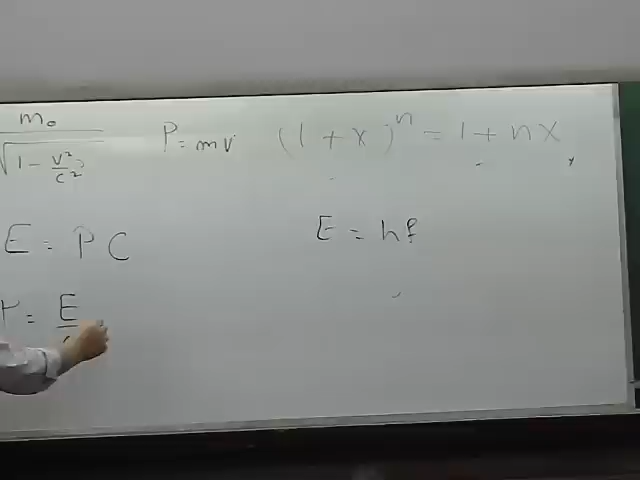 m₀ / √(1 - v²/c²)   P = mv   (1 + x)ⁿ = 1 + nx
E = PC   E = hf
P = E